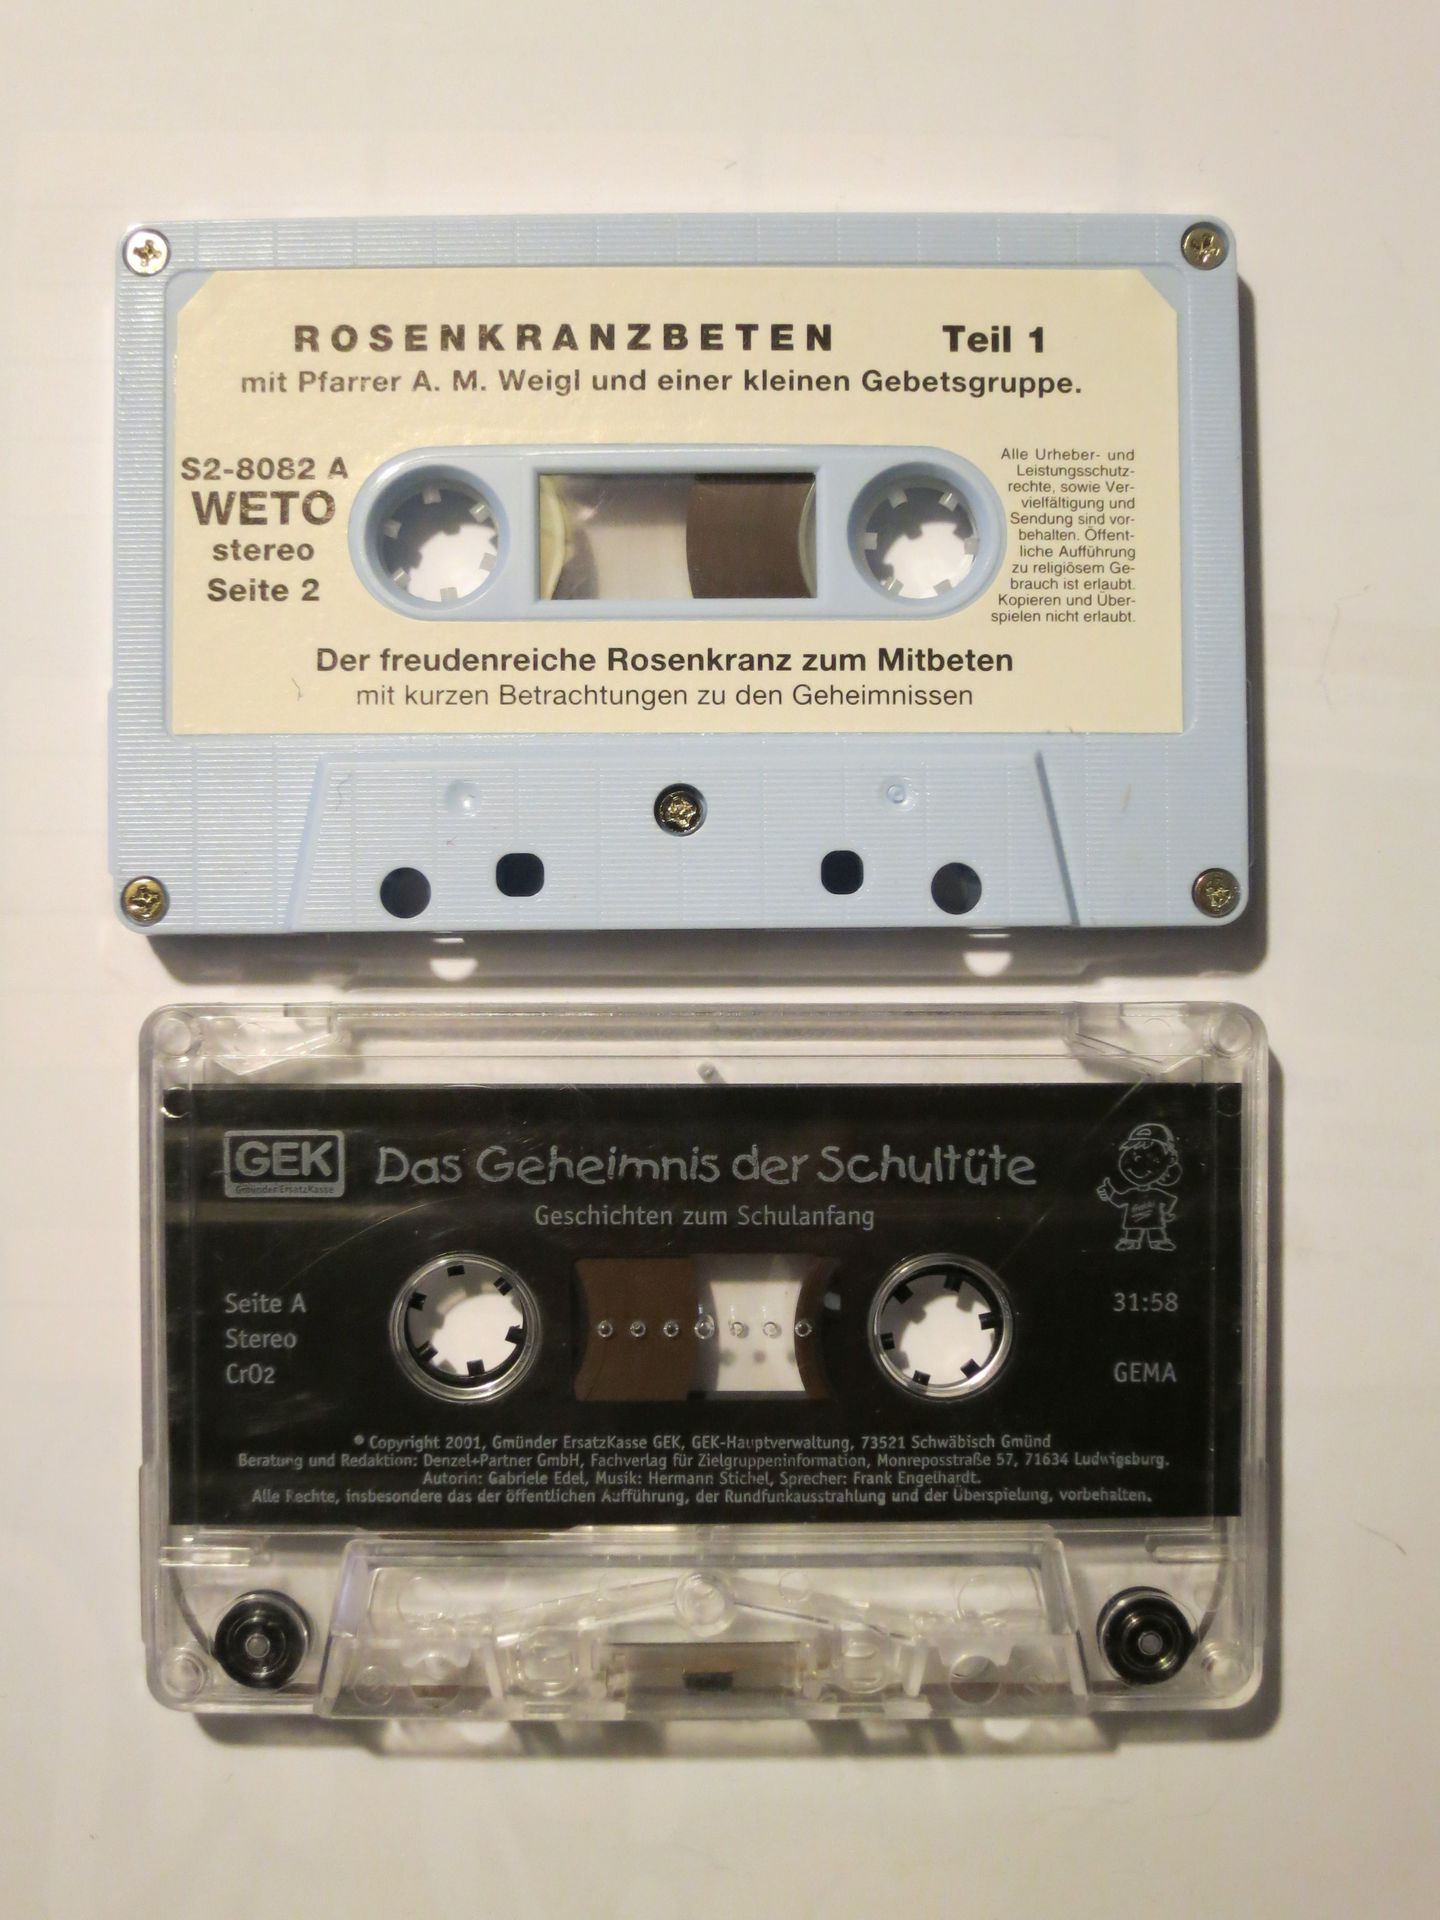 ROSENKRANZBETEN Teil 1
mit Pfarrer A. M. Weigl und einer kleinen Gebetsgruppe.
S2-8082 A
WETO
stereo
Seite 2
Alle Urheber- und
Leistungsschutz-
rechte, sowie Ver-
vielfältigung und
Sendung sind vor-
behalten. Öffent-
liche Aufführung
zu religiösem Ge-
brauch ist erlaubt.
Kopieren und Über-
spielen nicht erlaubt.
Der freudenreiche Rosenkranz zum Mitbeten
mit kurzen Betrachtungen zu den Geheimnissen
GEK
Gmünder ErsatzKasse
Das Geheimnis der Schultüte
Geschichten zum Schulanfang
Seite A
Stereo
CrO2
31:58
GEMA
© Copyright 2001, Gmünder ErsatzKasse GEK, GEK-Hauptverwaltung, 73521 Schwäbisch Gmünd
Beratung und Redaktion: Denzel+Partner GmbH, Fachverlag für Zielgruppeninformation, Monreposstraße 57, 71634 Ludwigsburg.
Autorin: Gabriele Edel, Musik: Hermann Stichel, Sprecher: Frank Engelhardt.
Alle Rechte, insbesondere das der öffentlichen Aufführung, der Rundfunkausstrahlung und der Überspielung, vorbehalten.